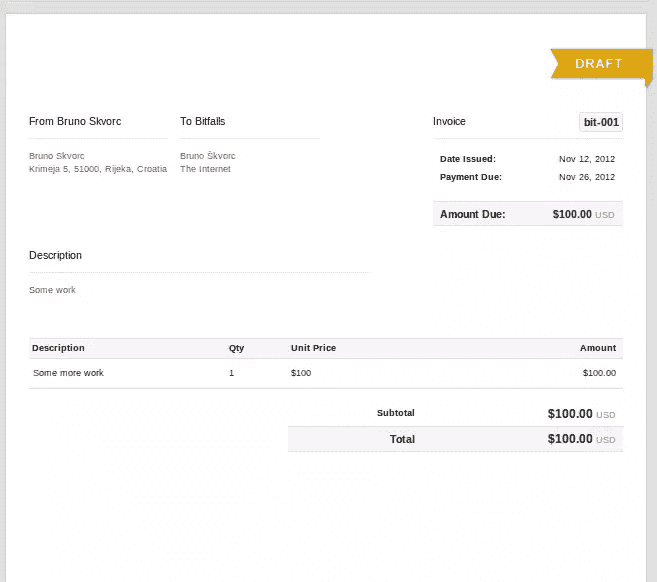 DRAFT
From Bruno Skvorc
To Bitfalls
Invoice bit-001
Bruno Skvorc
Krimeja 5, 51000, Rijeka, Croatia
Bruno Škvorc
The Internet
Date Issued: Nov 12, 2012
Payment Due: Nov 26, 2012
Amount Due: $100.00 USD
Description
Some work
Description Qty Unit Price Amount
Some more work 1 $100 $100.00
Subtotal $100.00 USD
Total $100.00 USD